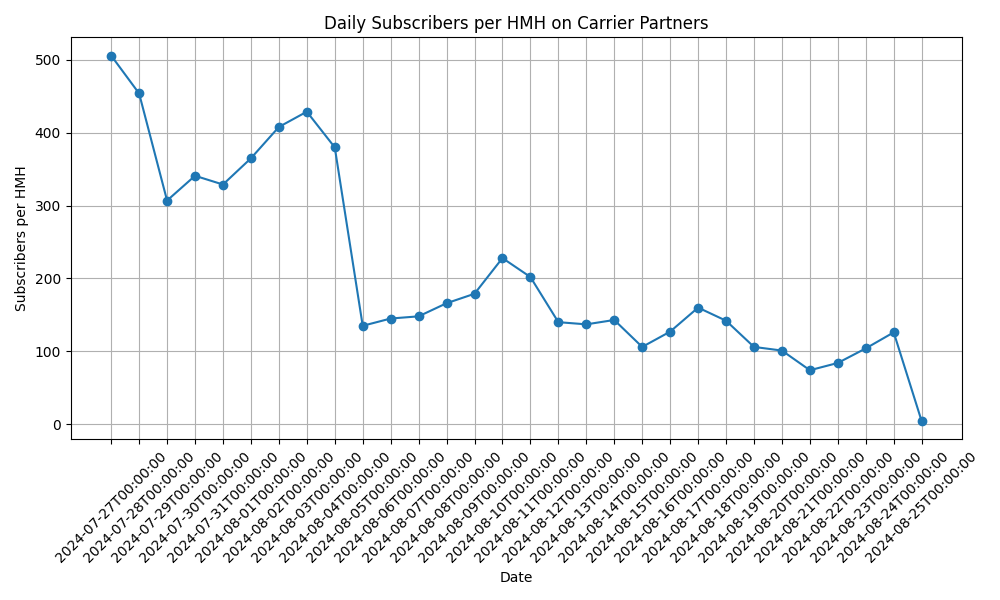 Daily Subscribers per HMH on Carrier Partners
Subscribers per HMH
500
400
300
200
100
0
2024-07-27T00:00:00
2024-07-28T00:00:00
2024-07-29T00:00:00
2024-07-30T00:00:00
2024-07-31T00:00:00
2024-08-01T00:00:00
2024-08-02T00:00:00
2024-08-03T00:00:00
2024-08-04T00:00:00
2024-08-05T00:00:00
2024-08-06T00:00:00
2024-08-07T00:00:00
2024-08-08T00:00:00
2024-08-09T00:00:00
2024-08-10T00:00:00
2024-08-11T00:00:00
2024-08-12T00:00:00
2024-08-13T00:00:00
2024-08-14T00:00:00
2024-08-15T00:00:00
2024-08-16T00:00:00
2024-08-17T00:00:00
2024-08-18T00:00:00
2024-08-19T00:00:00
2024-08-20T00:00:00
2024-08-21T00:00:00
2024-08-22T00:00:00
2024-08-23T00:00:00
2024-08-24T00:00:00
2024-08-25T00:00:00
Date